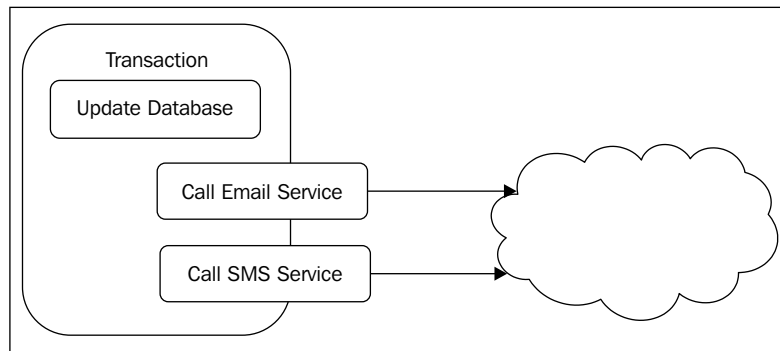 Transaction
Update Database
Call Email Service
Call SMS Service